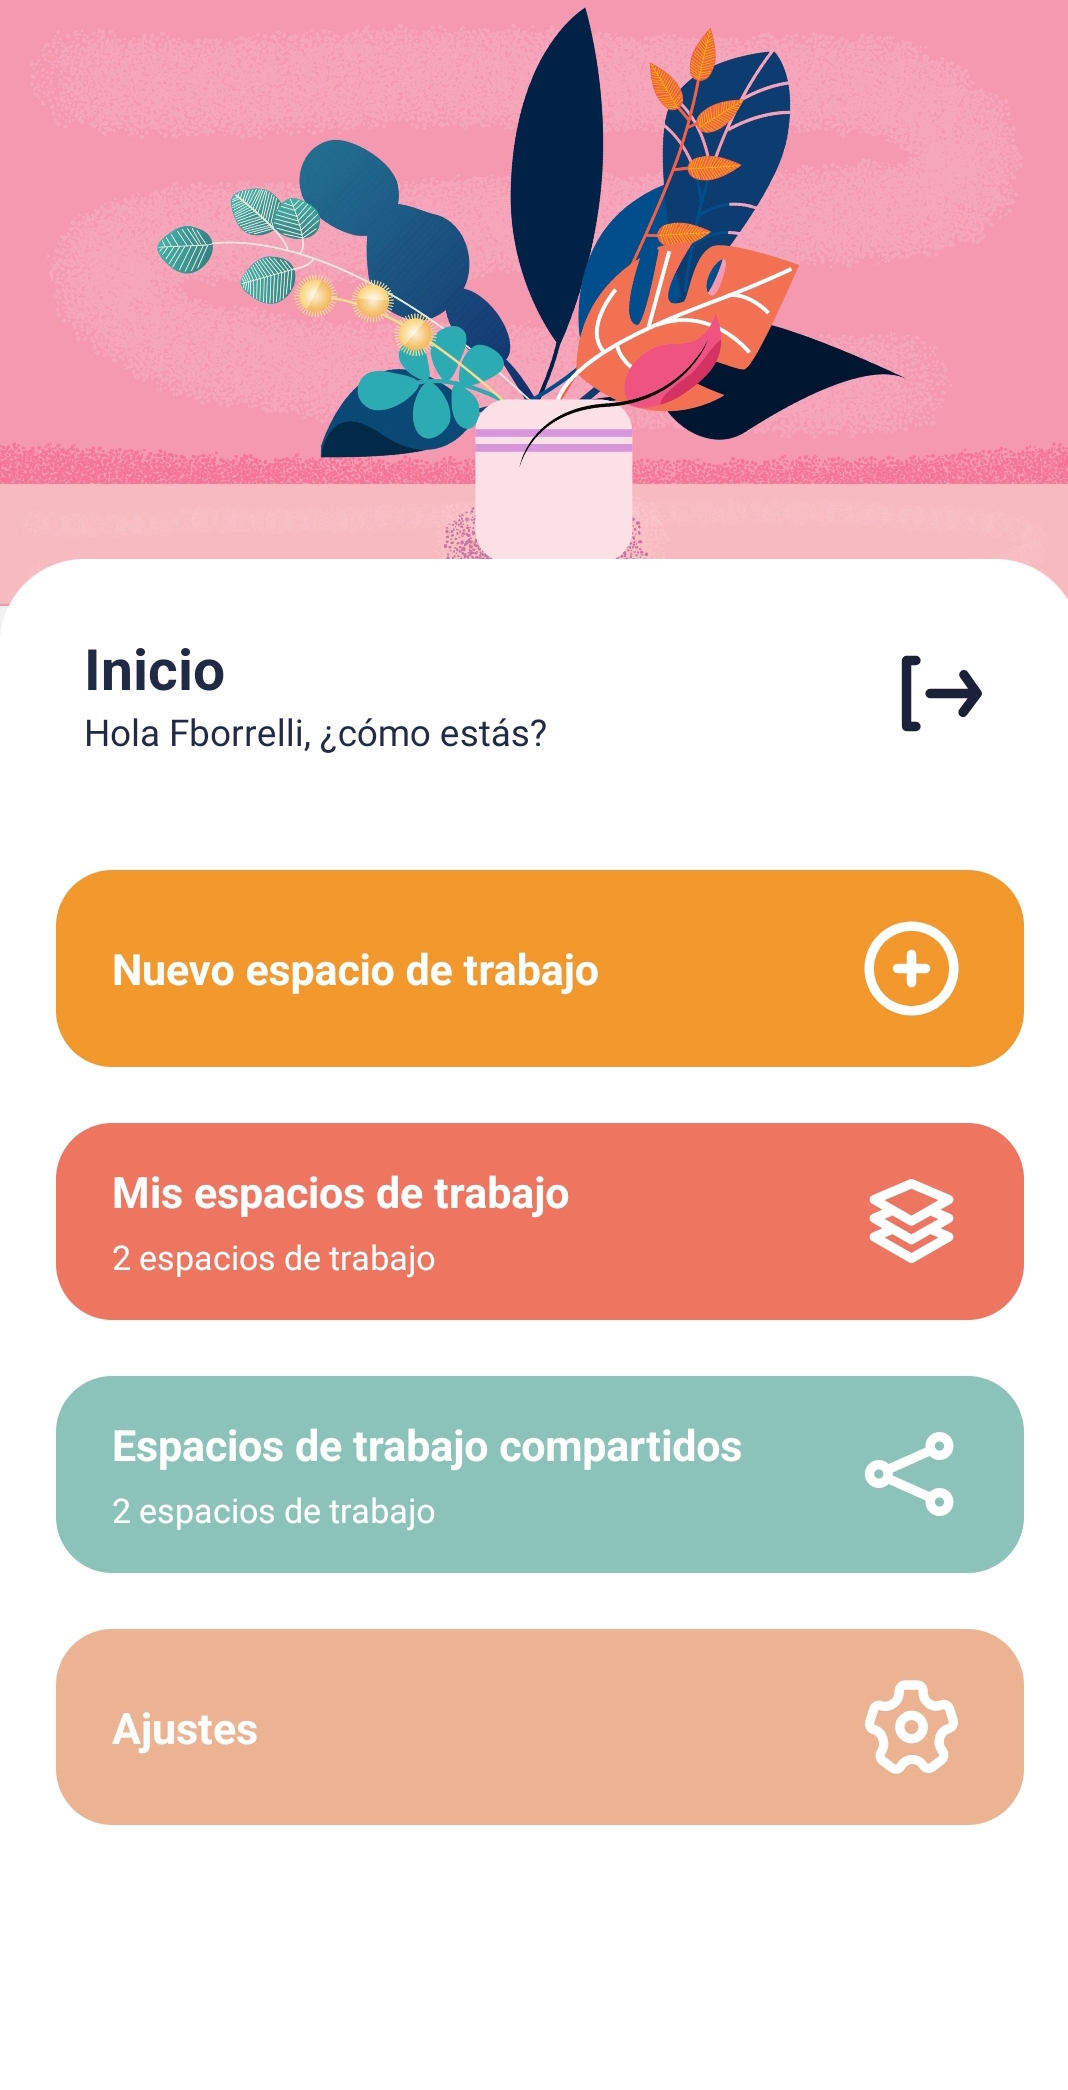 Inicio
Hola Fborrelli, ¿cómo estás?
Nuevo espacio de trabajo
Mis espacios de trabajo
2 espacios de trabajo
Espacios de trabajo compartidos
2 espacios de trabajo
Ajustes